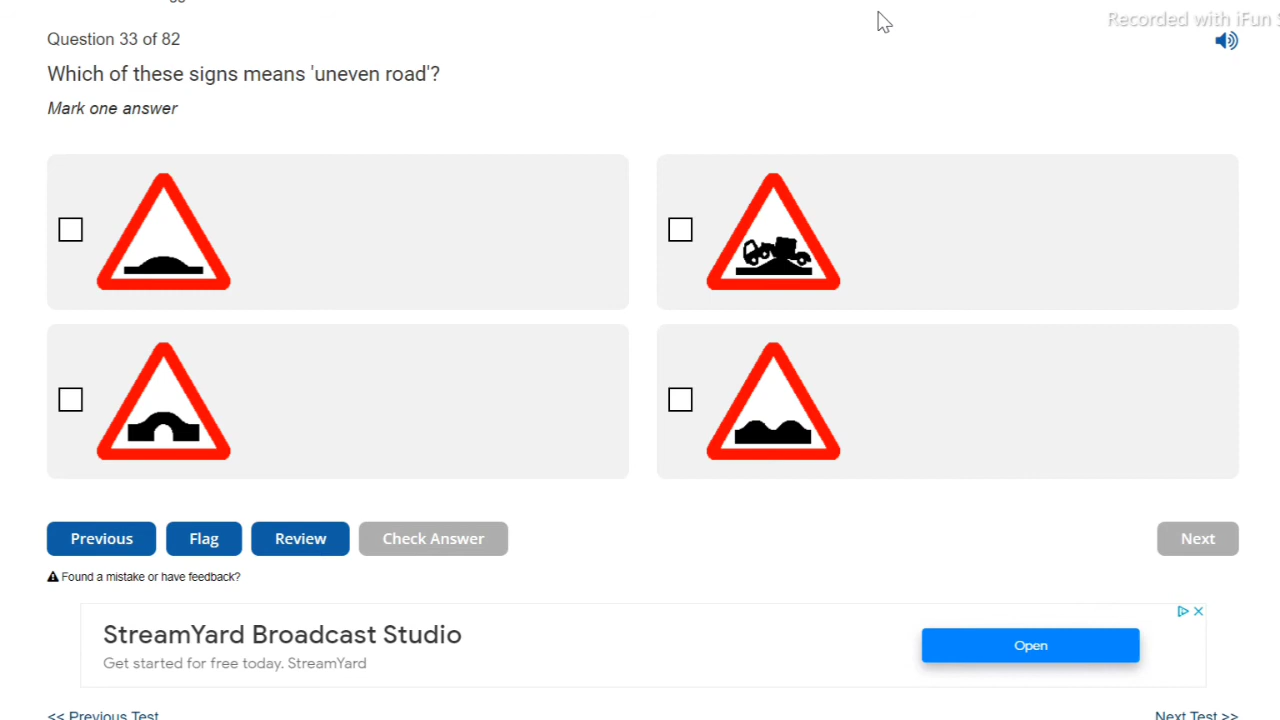 Recorded with iFun
Question 33 of 82
Which of these signs means 'uneven road'?
Mark one answer
Previous
Flag
Review
Check Answer
Next
Found a mistake or have feedback?
StreamYard Broadcast Studio
Get started for free today. StreamYard
Open
<< Previous Test
Next Test >>